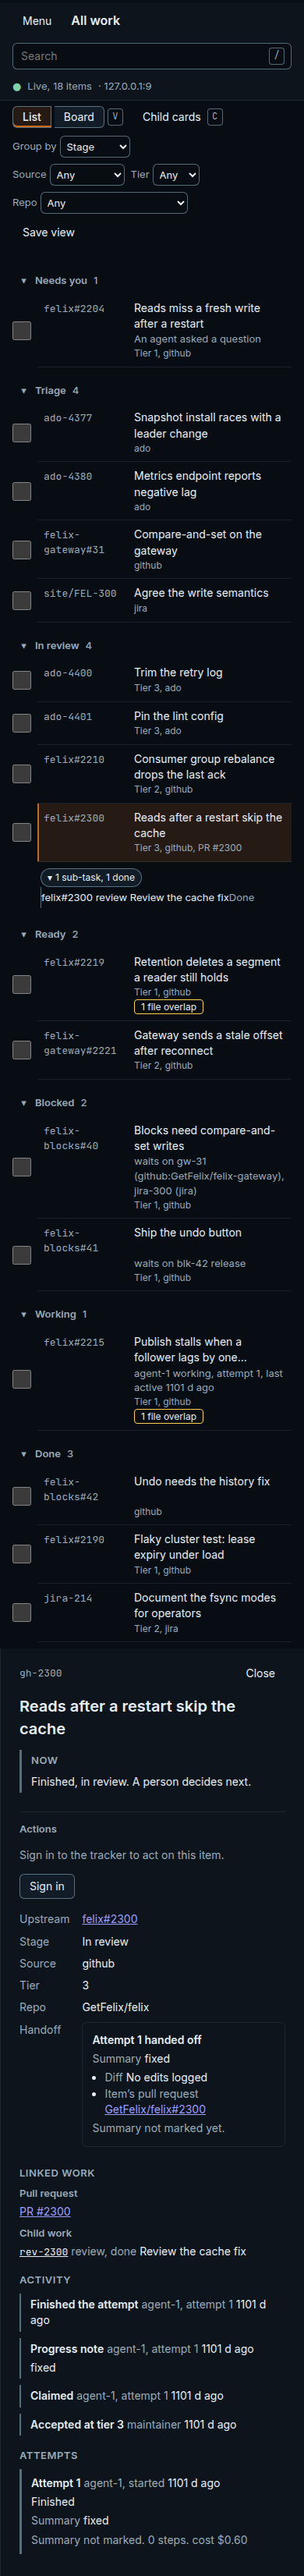 Menu All work
Search /
Live, 18 items · 127.0.0.1:9
List Board V Child cards C
Group by Stage
Source Any Tier Any
Repo Any
Save view
▾ Needs you 1
felix#2204 Reads miss a fresh write
after a restart
An agent asked a question
Tier 1, github
▾ Triage 4
ado-4377 Snapshot install races with a
leader change
ado
ado-4380 Metrics endpoint reports
negative lag
ado
felix-
gateway#31 Compare-and-set on the
gateway
github
site/FEL-300 Agree the write semantics
jira
▾ In review 4
ado-4400 Trim the retry log
Tier 3, ado
ado-4401 Pin the lint config
Tier 3, ado
felix#2210 Consumer group rebalance
drops the last ack
Tier 2, github
felix#2300 Reads after a restart skip the
cache
Tier 3, github, PR #2300
▾ 1 sub-task, 1 done
felix#2300 review Review the cache fixDone
▾ Ready 2
felix#2219 Retention deletes a segment
a reader still holds
Tier 1, github
1 file overlap
felix-
gateway#2221 Gateway sends a stale offset
after reconnect
Tier 2, github
▾ Blocked 2
felix-
blocks#40 Blocks need compare-and-
set writes
waits on gw-31
(github:GetFelix/felix-gateway),
jira-300 (jira)
Tier 1, github
felix-
blocks#41 Ship the undo button
waits on blk-42 release
Tier 1, github
▾ Working 1
felix#2215 Publish stalls when a
follower lags by one...
agent-1 working, attempt 1, last
active 1101 d ago
Tier 1, github
1 file overlap
▾ Done 3
felix-
blocks#42 Undo needs the history fix
github
felix#2190 Flaky cluster test: lease
expiry under load
Tier 1, github
jira-214 Document the fsync modes
for operators
Tier 2, jira
gh-2300 Close
Reads after a restart skip the
cache
NOW
Finished, in review. A person decides next.
Actions
Sign in to the tracker to act on this item.
Sign in
Upstream felix#2300
Stage In review
Source github
Tier 3
Repo GetFelix/felix
Handoff
Attempt 1 handed off
Summary fixed
• Diff No edits logged
• Item's pull request
GetFelix/felix#2300
Summary not marked yet.
LINKED WORK
Pull request
PR #2300
Child work
rev-2300 review, done Review the cache fix
ACTIVITY
Finished the attempt agent-1, attempt 1 1101 d
ago
Progress note agent-1, attempt 1 1101 d ago
fixed
Claimed agent-1, attempt 1 1101 d ago
Accepted at tier 3 maintainer 1101 d ago
ATTEMPTS
Attempt 1 agent-1, started 1101 d ago
Finished
Summary fixed
Summary not marked. 0 steps. cost $0.60